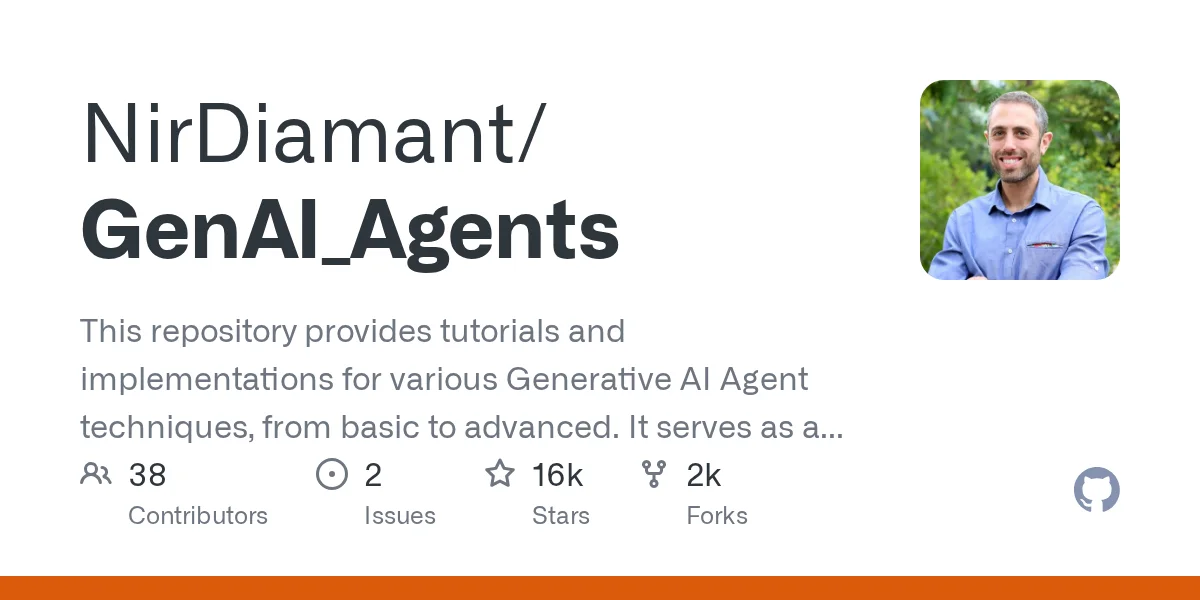 NirDiamant/
GenAI_Agents
This repository provides tutorials and
implementations for various Generative AI Agent
techniques, from basic to advanced. It serves as a...
38 2 16k 2k
Contributors Issues Stars Forks